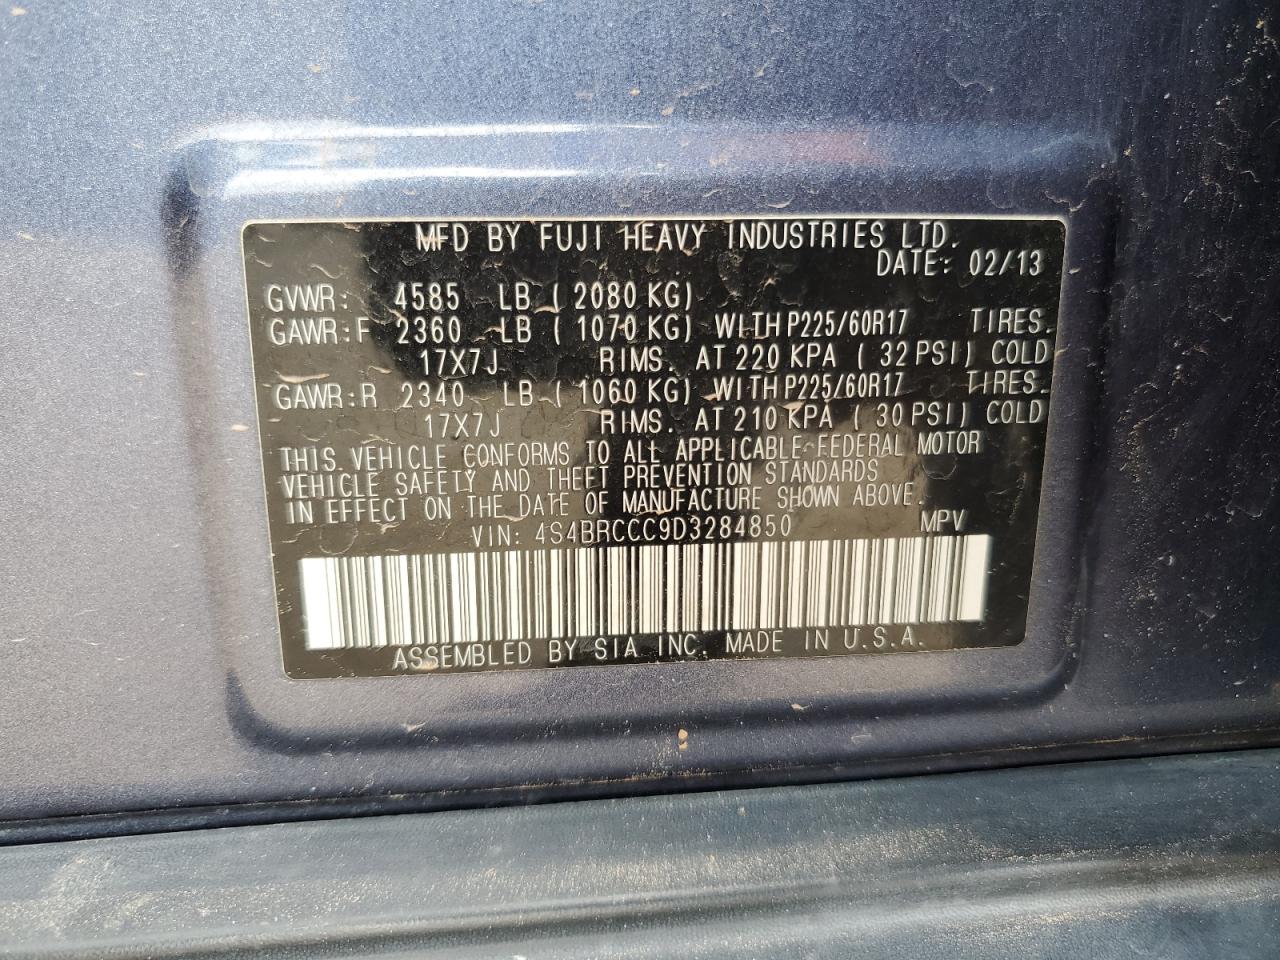 MFD BY FUJI HEAVY INDUSTRIES LTD.
DATE: 02/13
GVWR: 4585 LB ( 2080 KG)
GAWR: F 2360 LB ( 1070 KG) WITH P225/60R17 TIRES.
17X7J RIMS. AT 220 KPA ( 32 PSI) COLD
GAWR: R 2340 LB ( 1060 KG) WITH P225/60R17 TIRES.
17X7J RIMS. AT 210 KPA ( 30 PSI) COLD
THIS VEHICLE CONFORMS TO ALL APPLICABLE FEDERAL MOTOR
VEHICLE SAFETY AND THEFT PREVENTION STANDARDS
IN EFFECT ON THE DATE OF MANUFACTURE SHOWN ABOVE.
VIN: 4S4BRCCC9D3284850 MPV
ASSEMBLED BY SIA INC. MADE IN U.S.A.